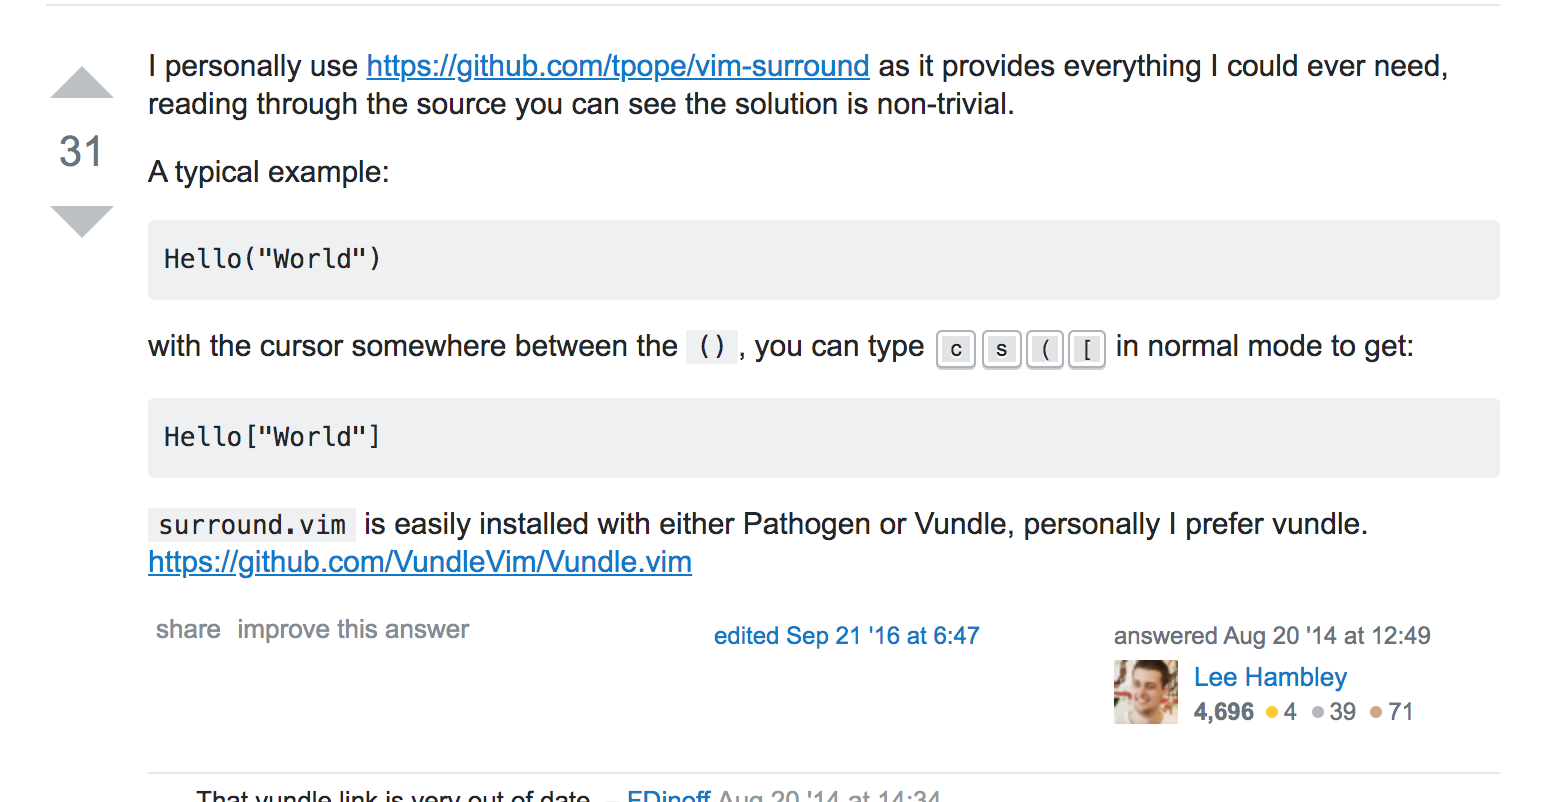 I personally use https://github.com/tpope/vim-surround as it provides everything I could ever need,
reading through the source you can see the solution is non-trivial.
31
A typical example:
Hello("World")
with the cursor somewhere between the (), you can type c s ( [ in normal mode to get:
Hello["World"]
surround.vim is easily installed with either Pathogen or Vundle, personally I prefer vundle.
https://github.com/VundleVim/Vundle.vim
share improve this answer
edited Sep 21 '16 at 6:47
answered Aug 20 '14 at 12:49
Lee Hambley
4,696 ●4 ●39 ●71
That vundle link is very out of date. – FDinoff Aug 20 '14 at 14:34